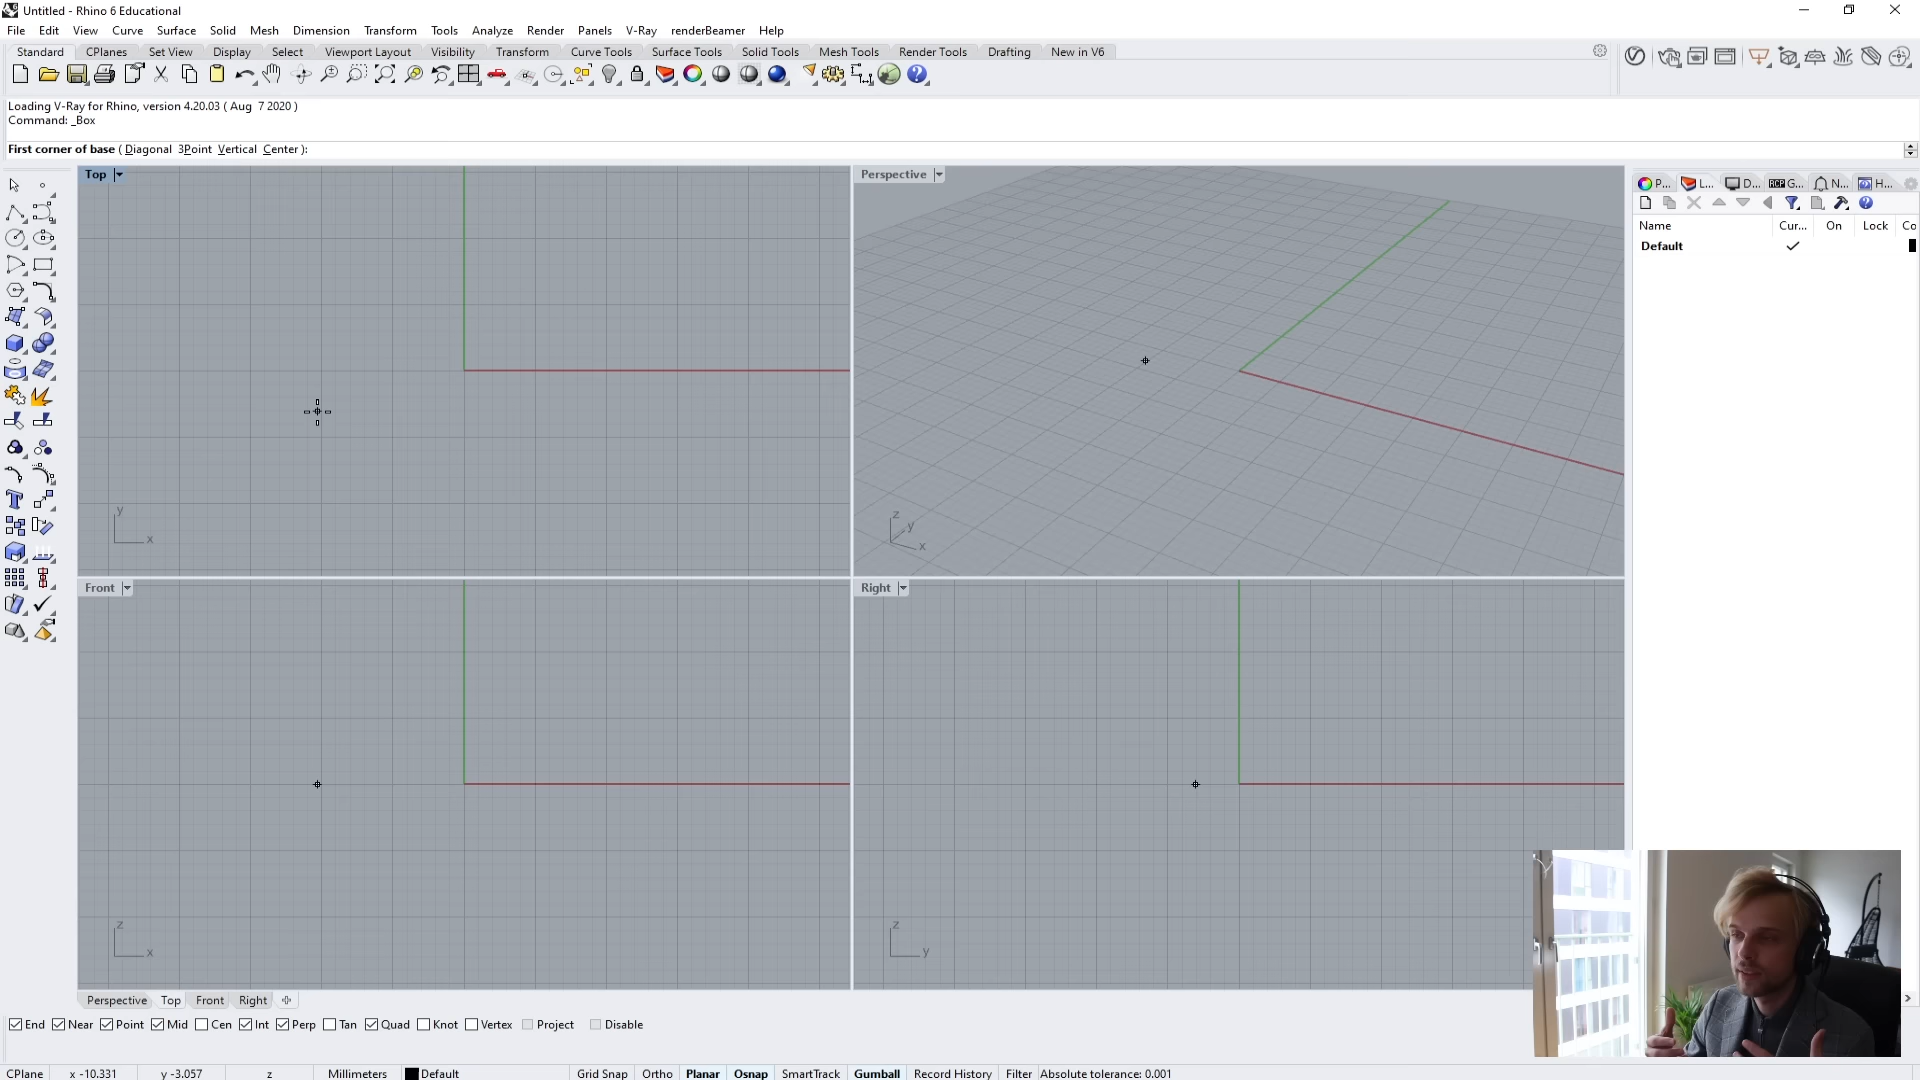 Untitled - Rhino 6 Educational
File Edit View Curve Surface Solid Mesh Dimension Transform Tools Analyze Render Panels V-Ray renderBeamer Help
Standard CPlanes Set View Display Select Viewport Layout Visibility Transform Curve Tools Surface Tools Solid Tools Mesh Tools Render Tools Drafting New in V6
Loading V-Ray for Rhino, version 4.20.03 ( Aug 7 2020 )
Command: _Box
First corner of base ( Diagonal 3Point Vertical Center ):
Top
Perspective
P... L... D... G... N... H...
Name Cur... On Lock Co
Default
y
x
z
y
x
Front
Right
z
x
z
y
Perspective Top Front Right
End Near Point Mid Cen Int Perp Tan Quad Knot Vertex Project Disable
CPlane x -10.331 y -3.057 z Millimeters Default Grid Snap Ortho Planar Osnap SmartTrack Gumball Record History Filter Absolute tolerance: 0.001